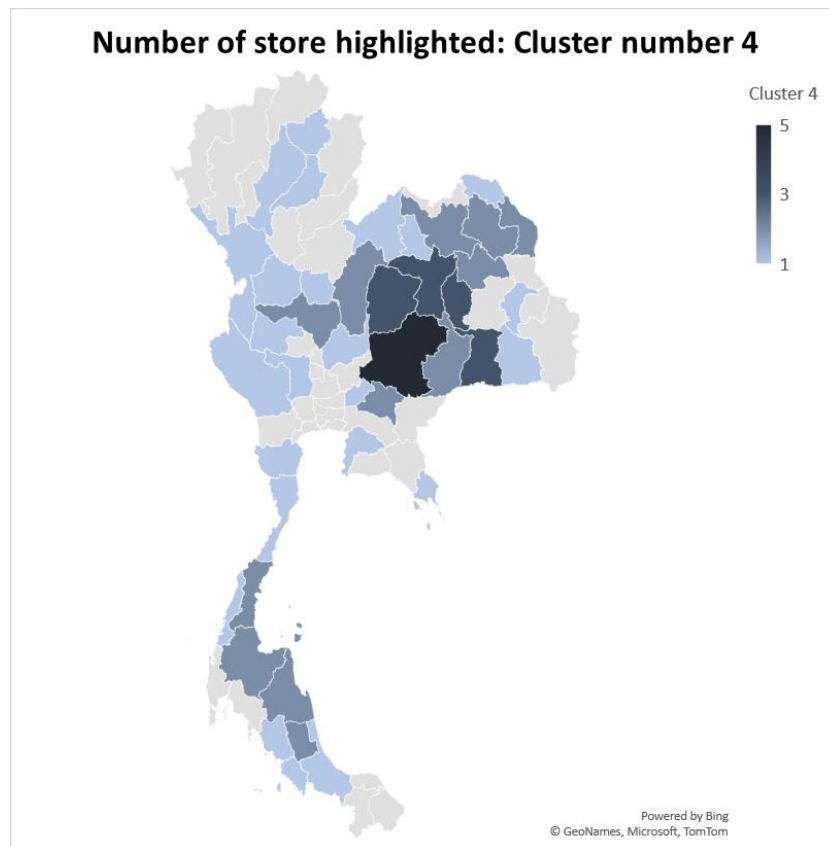 Number of store highlighted: Cluster number 4
Cluster 4
5
3
1
Powered by Bing
© GeoNames, Microsoft, TomTom